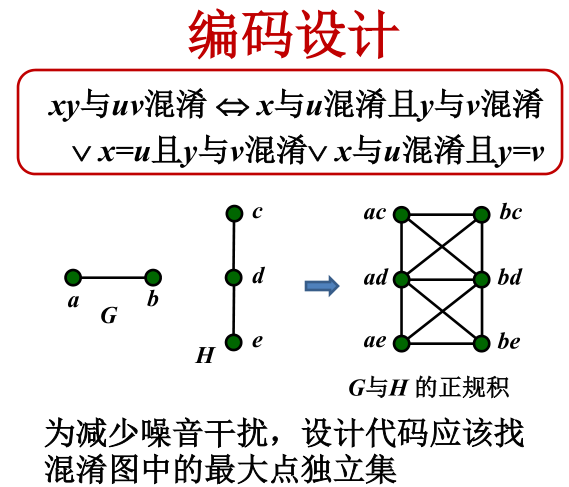 编码设计
xy与uv混淆 ⇔ x与u混淆且y与v混淆
∨ x=u且y与v混淆∨ x与u混淆且y=v
c
ac
bc
a
b
d
ad
bd
G
H
e
ae
be
G与H 的正规积
为减少噪音干扰，设计代码应该找
混淆图中的最大点独立集